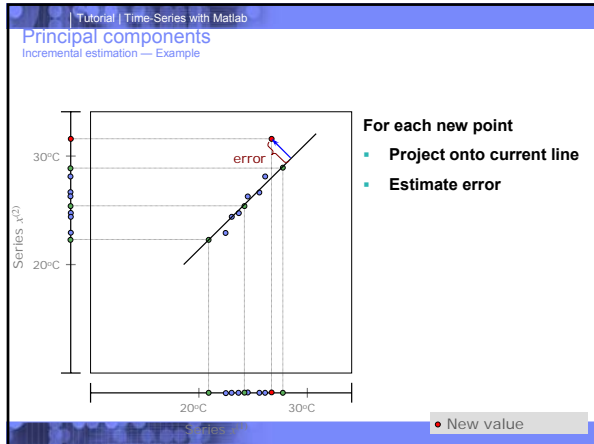 Tutorial | Time-Series with Matlab
Principal components
Incremental estimation — Example
For each new point
Project onto current line
Estimate error
error
30°C
20°C
Series x(2)
20°C 30°C
Series
New value